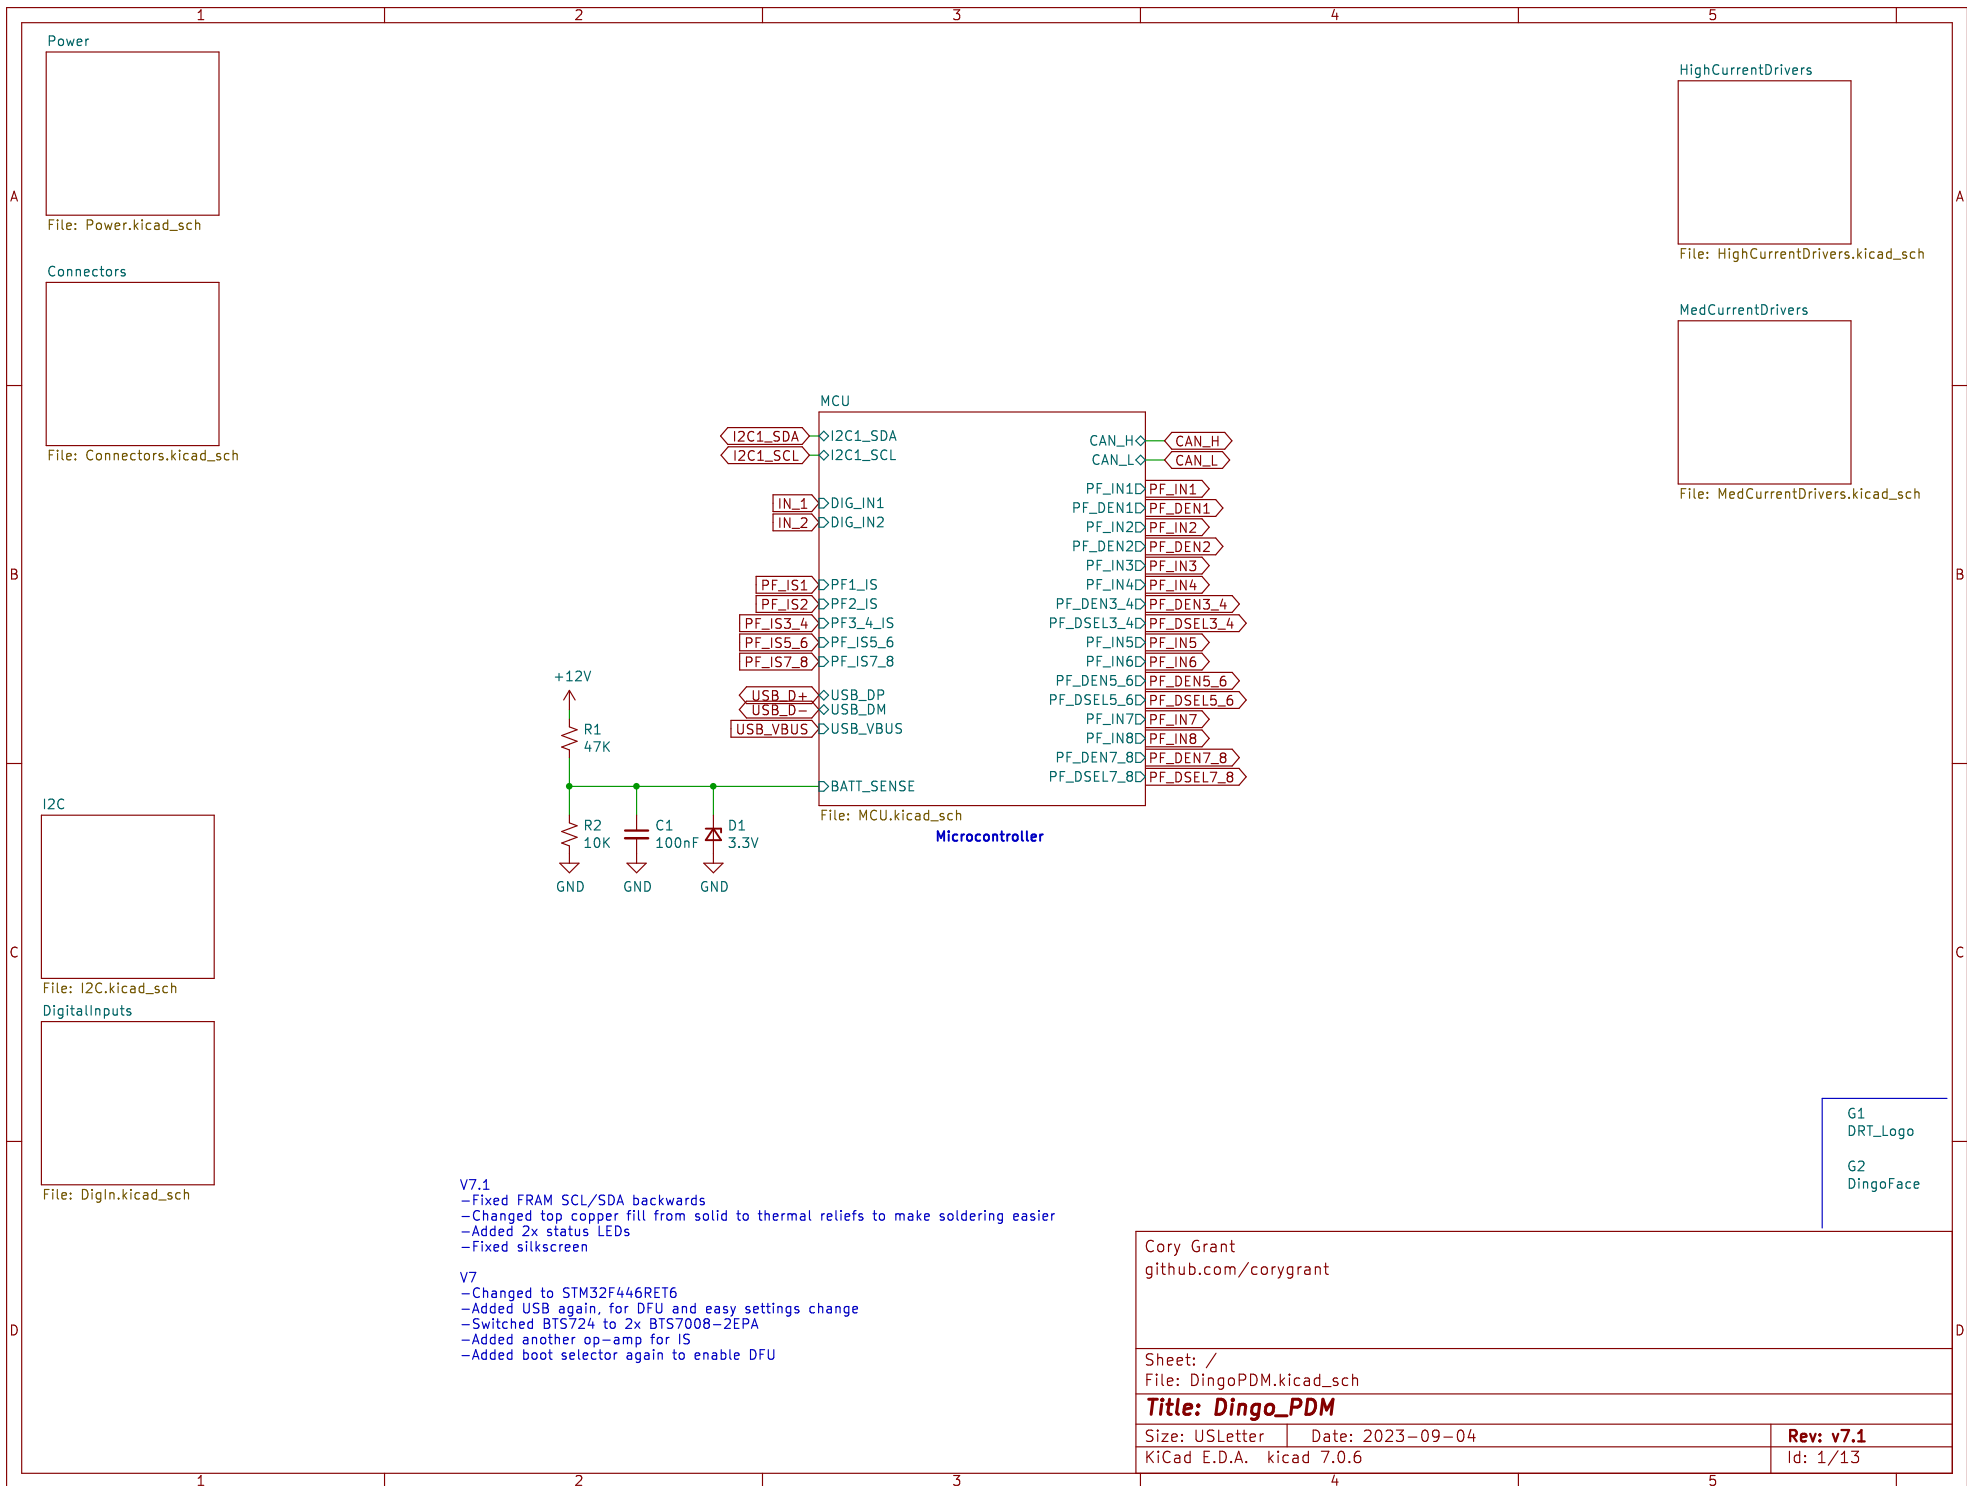 1 2 3 4 5
Power
File: Power.kicad_sch
Connectors
File: Connectors.kicad_sch
HighCurrentDrivers
File: HighCurrentDrivers.kicad_sch
MedCurrentDrivers
File: MedCurrentDrivers.kicad_sch
A A
B B
C C
D D
MCU
I2C1_SDA I2C1_SDA
I2C1_SCL I2C1_SCL
IN_1 DIG_IN1
IN_2 DIG_IN2
PF_IS1 PF1_IS
PF_IS2 PF2_IS
PF_IS3_4 PF3_4_IS
PF_IS5_6 PF_IS5_6
PF_IS7_8 PF_IS7_8
USB_D+ USB_DP
USB_D- USB_DM
USB_VBUS USB_VBUS
BATT_SENSE
CAN_H CAN_H
CAN_L CAN_L
PF_IN1 PF_IN1
PF_DEN1 PF_DEN1
PF_IN2 PF_IN2
PF_DEN2 PF_DEN2
PF_IN3 PF_IN3
PF_IN4 PF_IN4
PF_DEN3_4 PF_DEN3_4
PF_DSEL3_4 PF_DSEL3_4
PF_IN5 PF_IN5
PF_IN6 PF_IN6
PF_DEN5_6 PF_DEN5_6
PF_DSEL5_6 PF_DSEL5_6
PF_IN7 PF_IN7
PF_IN8 PF_IN8
PF_DEN7_8 PF_DEN7_8
PF_DSEL7_8 PF_DSEL7_8
File: MCU.kicad_sch
Microcontroller
+12V
R1
47K
R2
10K
C1
100nF
D1
3.3V
GND GND GND
I2C
File: I2C.kicad_sch
DigitalInputs
File: DigIn.kicad_sch
G1
DRT_Logo
G2
DingoFace
V7.1
-Fixed FRAM SCL/SDA backwards
-Changed top copper fill from solid to thermal reliefs to make soldering easier
-Added 2x status LEDs
-Fixed silkscreen
V7
-Changed to STM32F446RET6
-Added USB again, for DFU and easy settings change
-Switched BTS724 to 2x BTS7008-2EPA
-Added another op-amp for IS
-Added boot selector again to enable DFU
Cory Grant
github.com/corygrant
Sheet: /
File: DingoPDM.kicad_sch
Title: Dingo_PDM
Size: USLetter Date: 2023-09-04 Rev: v7.1
KiCad E.D.A. kicad 7.0.6 Id: 1/13
1 2 3 4 5